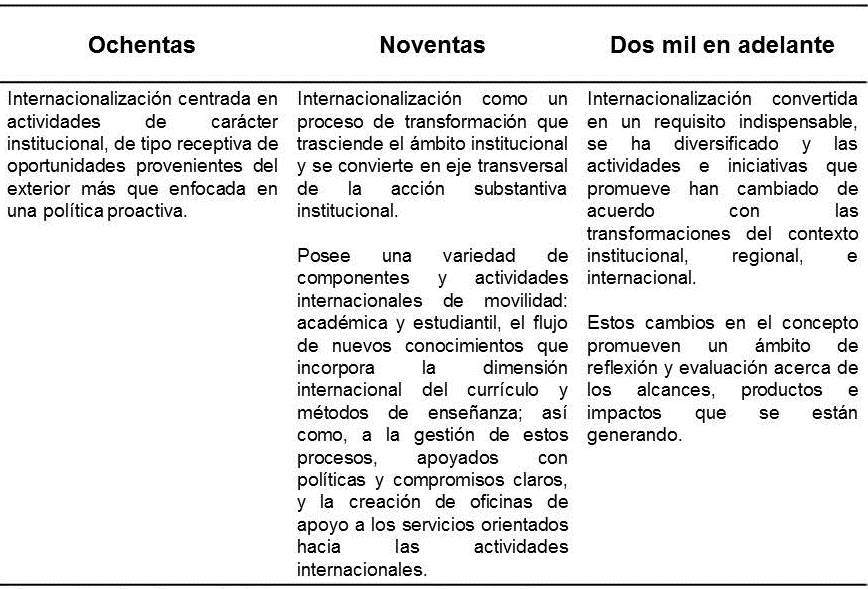 Ochentas
Noventas
Dos mil en adelante
Internacionalización centrada en
actividades de carácter
institucional, de tipo receptiva de
oportunidades provenientes del
exterior más que enfocada en
una política proactiva.
Internacionalización como un
proceso de transformación que
trasciende el ámbito institucional
y se convierte en eje transversal
de la acción substantiva
institucional.
Posee una variedad de
componentes y actividades
internacionales de movilidad:
académica y estudiantil, el flujo
de nuevos conocimientos que
incorpora la dimensión
internacional del currículo y
métodos de enseñanza; así
como, a la gestión de estos
procesos, apoyados con
políticas y compromisos claros,
y la creación de oficinas de
apoyo a los servicios orientados
hacia las actividades
internacionales.
Internacionalización convertida
en un requisito indispensable,
se ha diversificado y las
actividades e iniciativas que
promueve han cambiado de
acuerdo con las
transformaciones del contexto
institucional, regional, e
internacional.
Estos cambios en el concepto
promueven un ámbito de
reflexión y evaluación acerca de
los alcances, productos e
impactos que se están
generando.